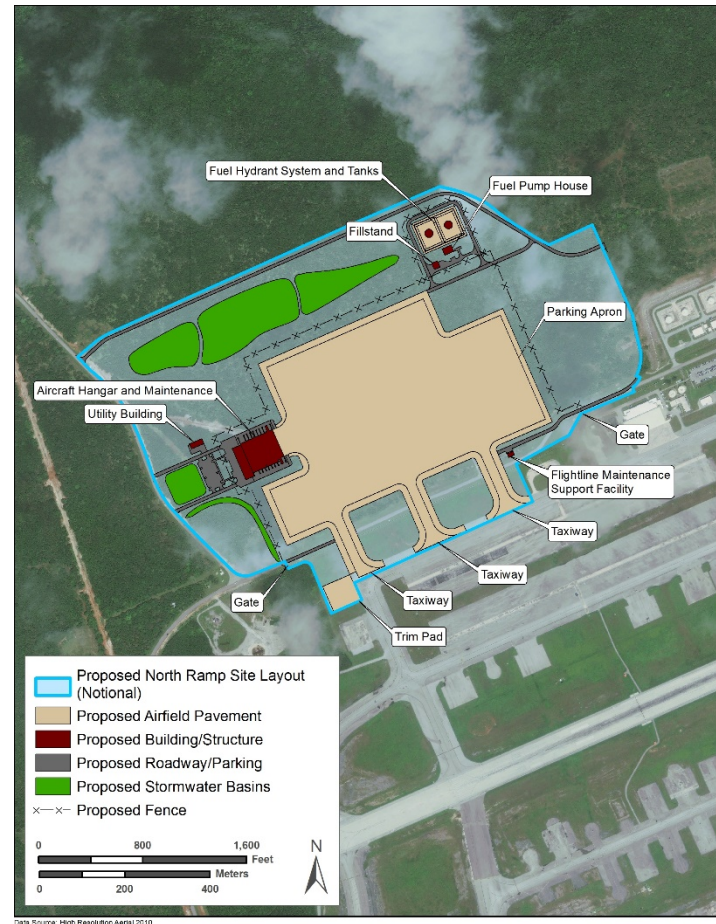 Fuel Hydrant System and Tanks
Fuel Pump House
Fillstand
Parking Apron
Aircraft Hangar and Maintenance
Utility Building
Gate
Flightline Maintenance
Support Facility
Taxiway
Taxiway
Taxiway
Gate
Trim Pad
Proposed North Ramp Site Layout
(Notional)
Proposed Airfield Pavement
Proposed Building/Structure
Proposed Roadway/Parking
Proposed Stormwater Basins
Proposed Fence
0 800 1,600
Feet
Meters
0 200 400
N
Data Source: High Resolution Aerial 2010